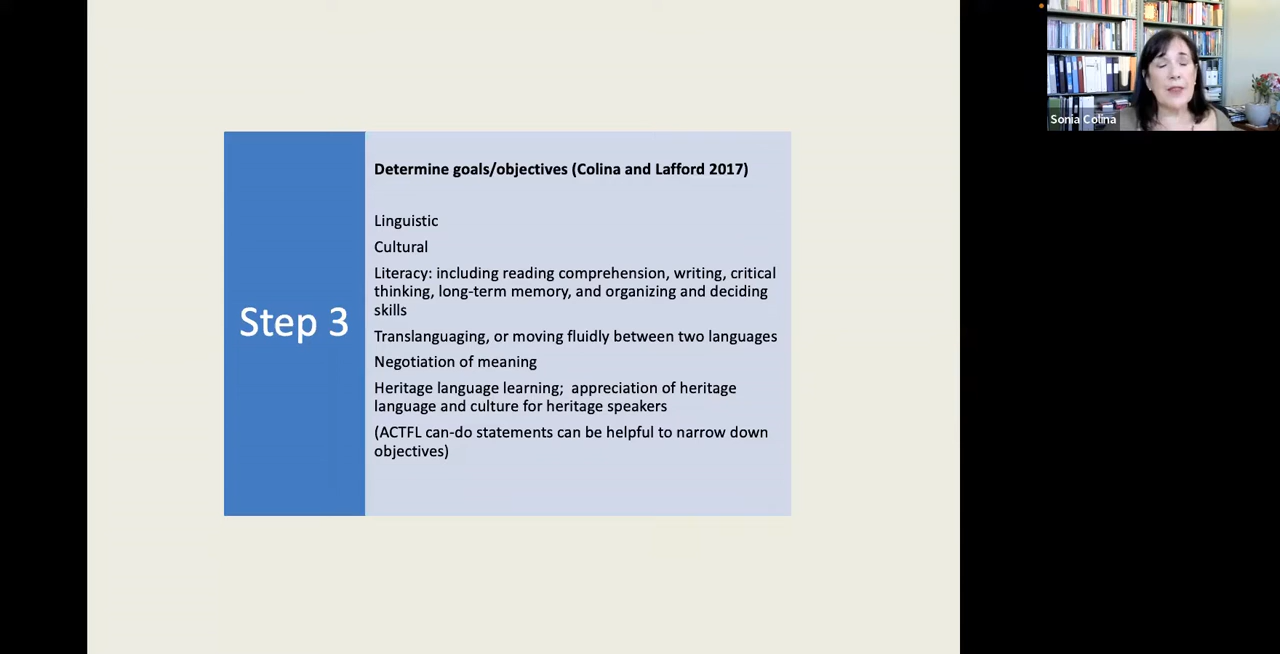 Sonia Colina
Determine goals/objectives (Colina and Lafford 2017)
Linguistic
Cultural
Literacy: including reading comprehension, writing, critical
thinking, long-term memory, and organizing and deciding
skills
Step 3
Translanguaging, or moving fluidly between two languages
Negotiation of meaning
Heritage language learning;  appreciation of heritage
language and culture for heritage speakers
(ACTFL can-do statements can be helpful to narrow down
objectives)